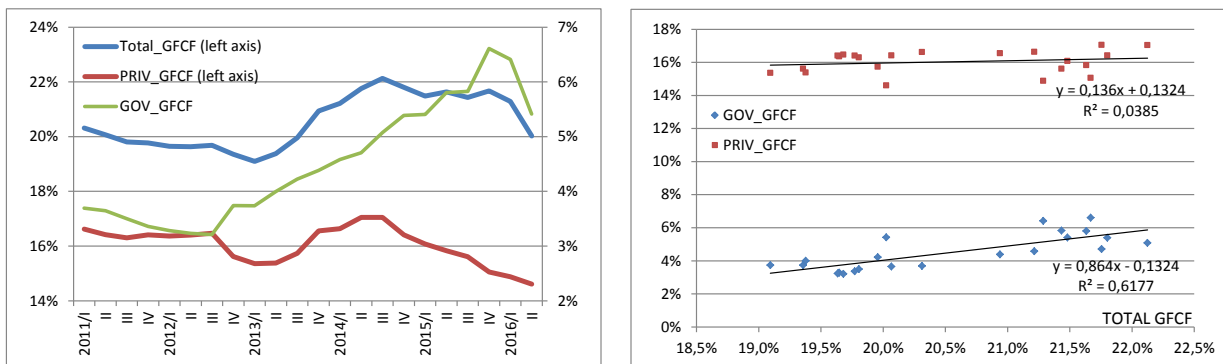 24%
22%
20%
18%
16%
14%
Total_GFCF (left axis)
PRIV_GFCF (left axis)
GOV_GFCF
7%
6%
5%
4%
3%
2%
2011/I
II
III
IV
2012/I
II
III
IV
2013/I
II
III
IV
2014/I
II
III
IV
2015/I
II
III
IV
2016/I
II
18%
16%
14%
12%
10%
8%
6%
4%
2%
0%
y = 0,136x + 0,1324
R² = 0,0385
GOV_GFCF
PRIV_GFCF
y = 0,864x - 0,1324
R² = 0,6177
TOTAL GFCF
18,5% 19,0% 19,5% 20,0% 20,5% 21,0% 21,5% 22,0% 22,5%